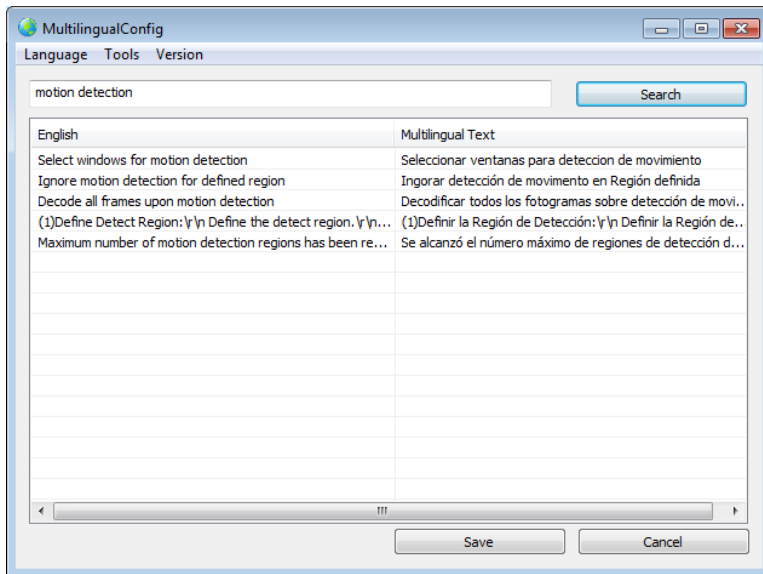 MultilingualConfig
Language Tools Version
motion detection
Search
English Multilingual Text
Select windows for motion detection Seleccionar ventanas para deteccion de movimiento
Ignore motion detection for defined region Ingorar detección de movimento en Región definida
Decode all frames upon motion detection Decodificar todos los fotogramas sobre detección de movi...
(1)Define Detect Region:\r\n Define the detect region.\r\n... (1)Definir la Región de Detección:\r\n Definir la Región de...
Maximum number of motion detection regions has been re... Se alcanzó el número máximo de regiones de detección d...
Save Cancel